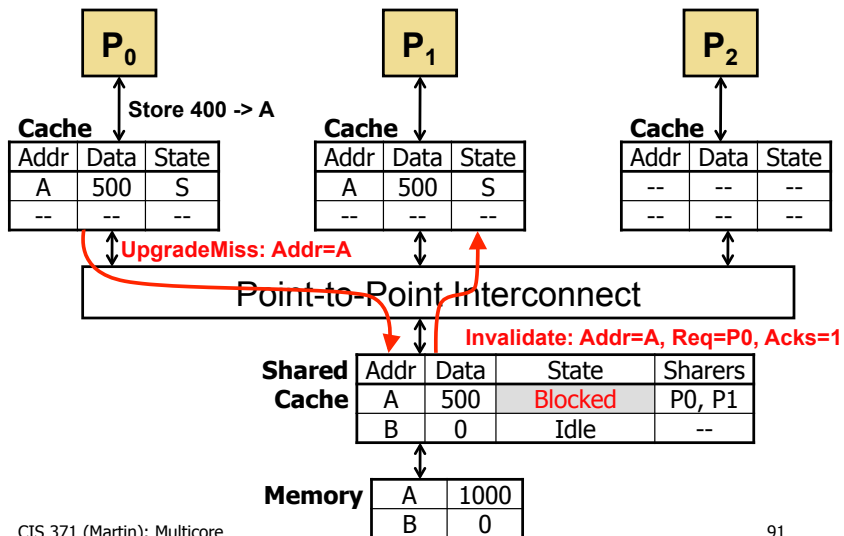 P0 P1 P2
Store 400 -> A
Cache Cache Cache
Addr Data State Addr Data State Addr Data State
A 500 S A 500 S -- -- --
-- -- -- -- -- -- -- -- --
UpgradeMiss: Addr=A
Point-to-Point Interconnect
Invalidate: Addr=A, Req=P0, Acks=1
Shared Addr Data State Sharers
Cache A 500 Blocked P0, P1
B 0 Idle --
Memory A 1000
B 0
CIS 371 (Martin): Multicore 91